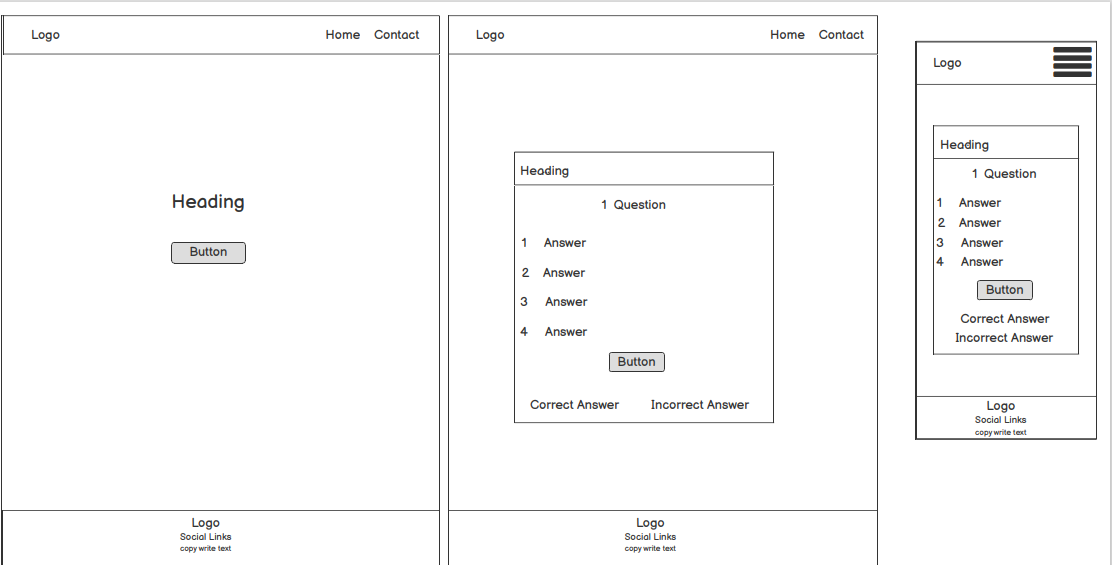 Logo Home Contact
Heading
Button
Logo
Social Links
copy write text
Logo Home Contact
Heading
1 Question
1 Answer
2 Answer
3 Answer
4 Answer
Button
Correct Answer Incorrect Answer
Logo
Social Links
copy write text
Logo
Heading
1 Question
1 Answer
2 Answer
3 Answer
4 Answer
Button
Correct Answer
Incorrect Answer
Logo
Social Links
copy write text